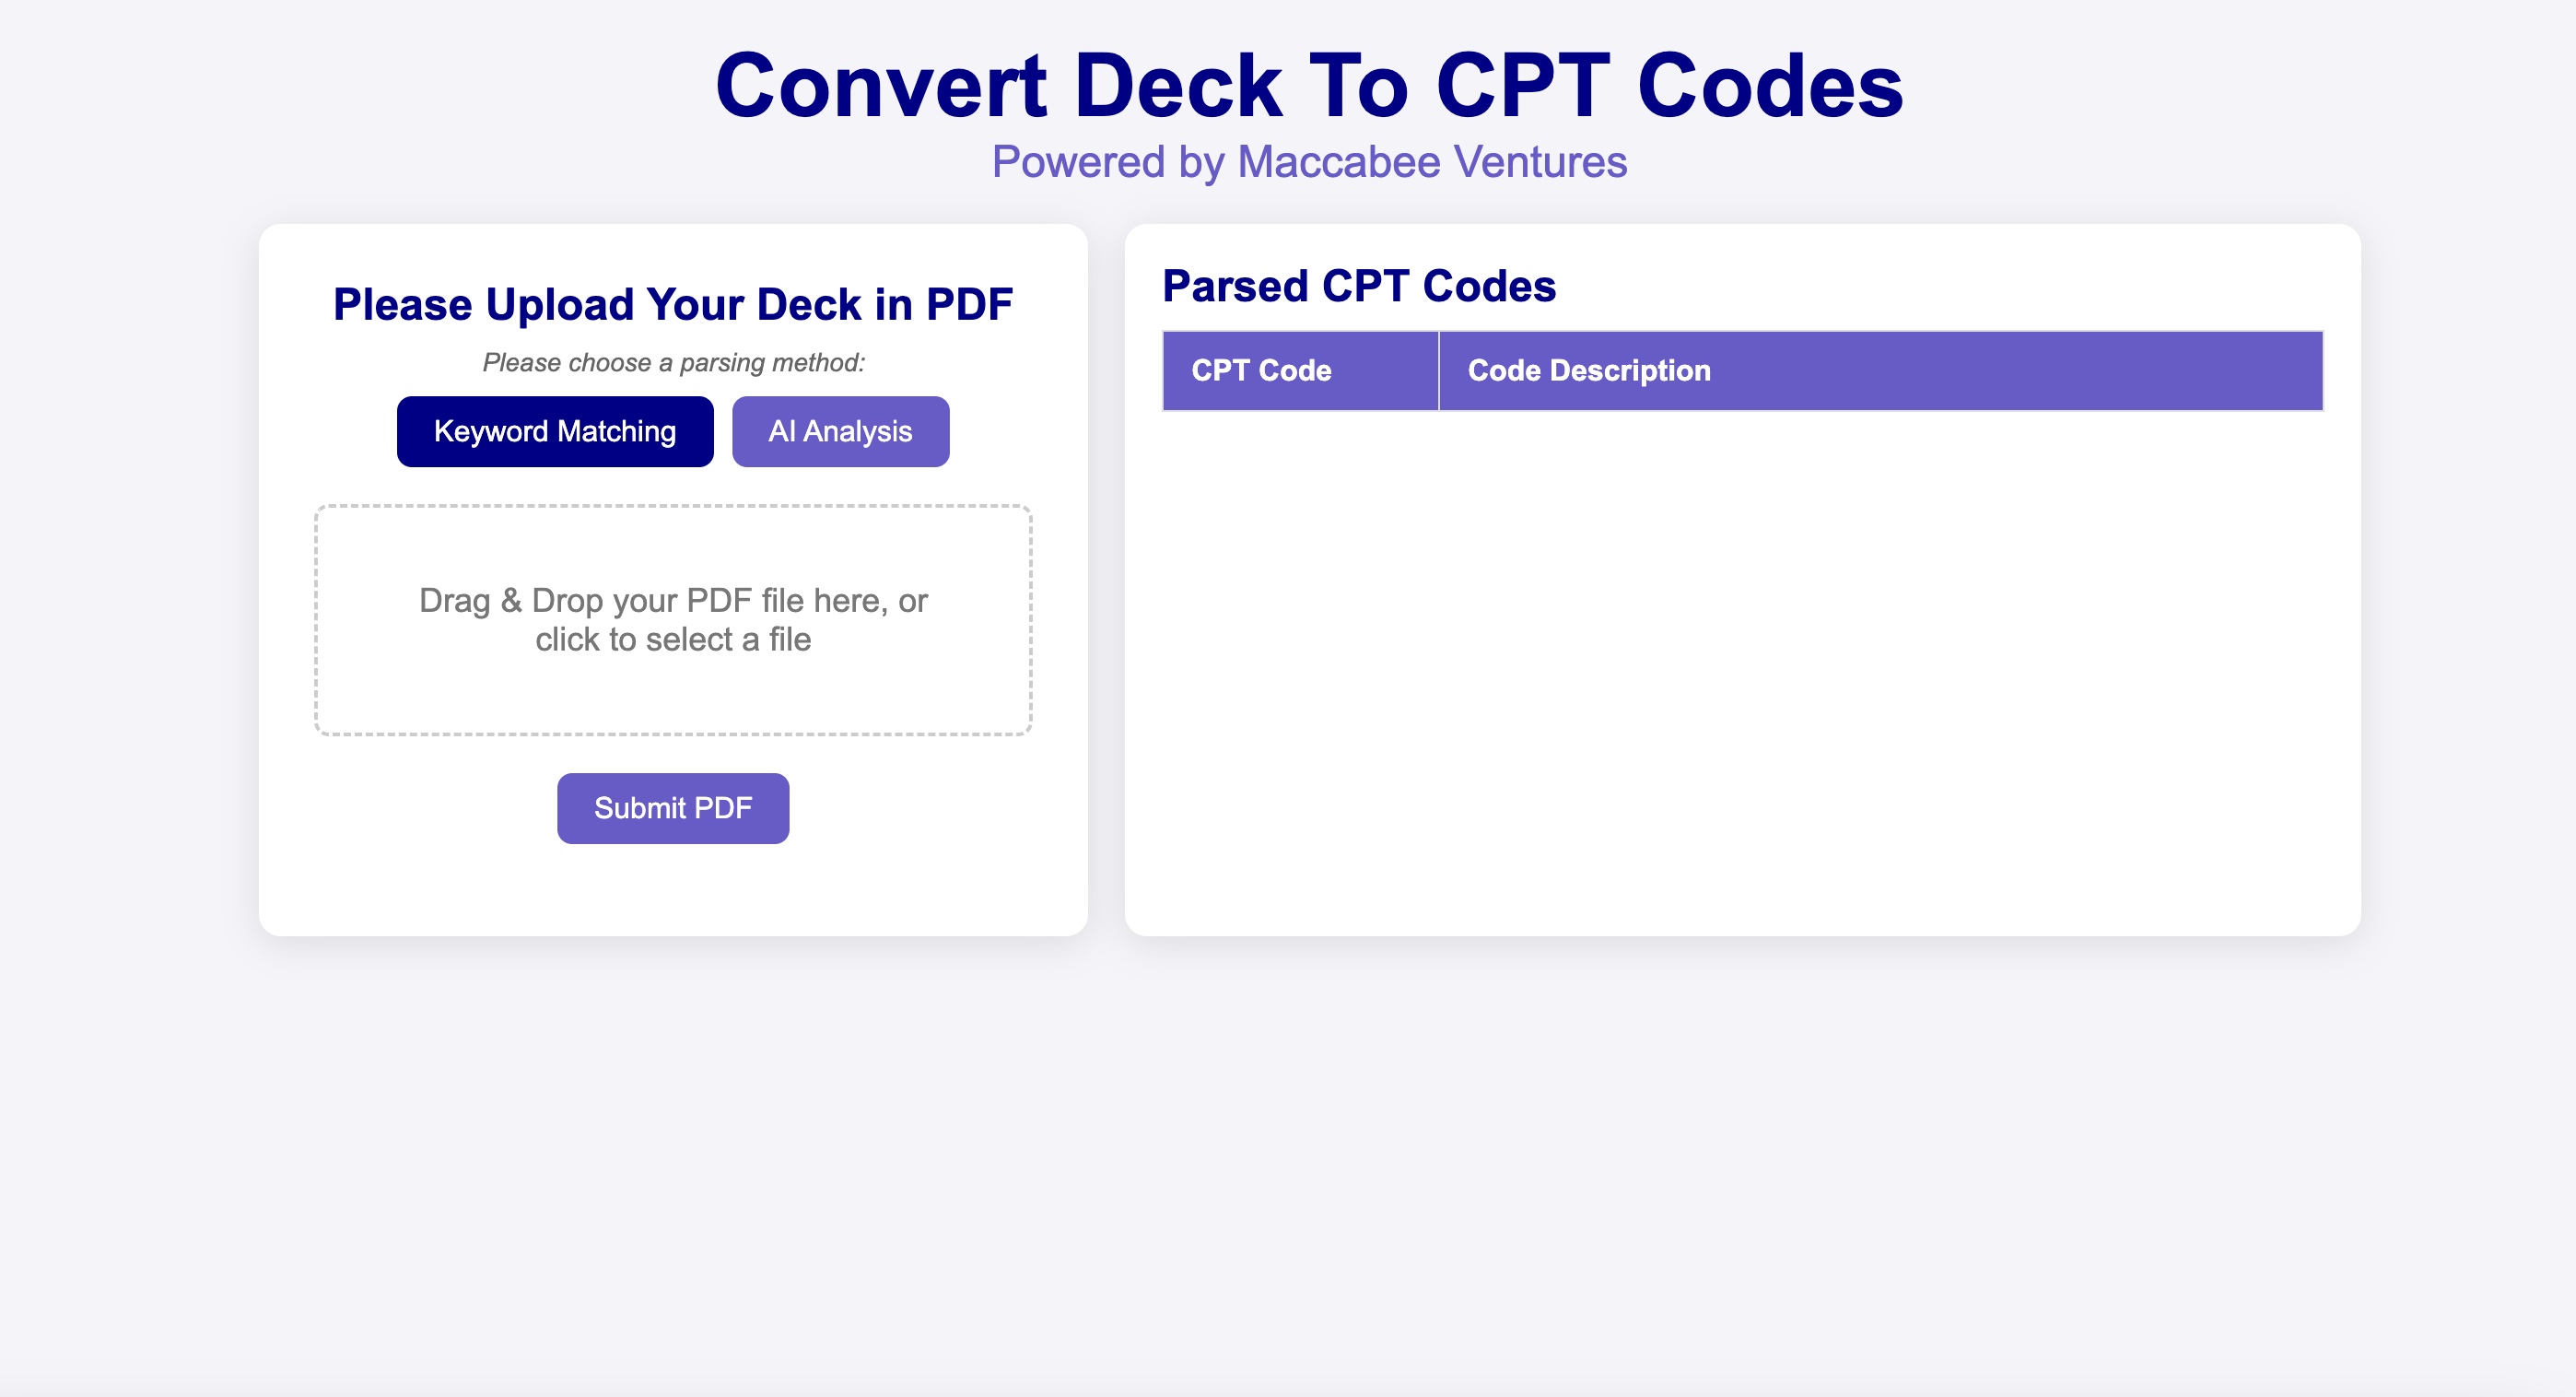 Convert Deck To CPT Codes
Powered by Maccabee Ventures
Please Upload Your Deck in PDF
Please choose a parsing method:
Keyword Matching
AI Analysis
Drag & Drop your PDF file here, or
click to select a file
Submit PDF
Parsed CPT Codes
CPT Code
Code Description